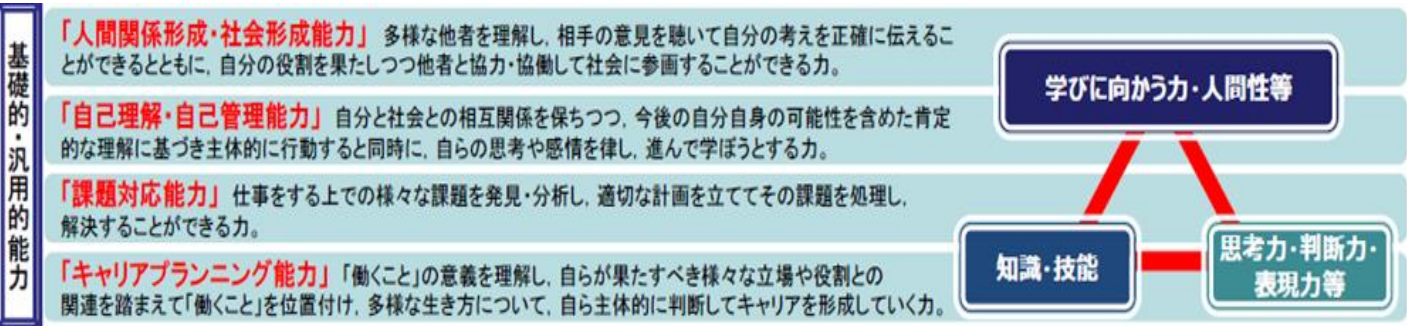 基礎的・汎用的能力
「人間関係形成・社会形成能力」 多様な他者を理解し，相手の意見を聴いて自分の考えを正確に伝えるこ
とができるとともに，自分の役割を果たしつつ他者と協力・協働して社会に参画することができる力。
「自己理解・自己管理能力」 自分と社会との相互関係を保ちつつ，今後の自分自身の可能性を含めた肯定
的な理解に基づき主体的に行動すると同時に，自らの思考や感情を律し，進んで学ぼうとする力。
「課題対応能力」 仕事をする上での様々な課題を発見・分析し，適切な計画を立ててその課題を処理し，
解決することができる力。
「キャリアプランニング能力」「働くこと」の意義を理解し，自らが果たすべき様々な立場や役割との
関連を踏まえて「働くこと」を位置付け，多様な生き方について，自ら主体的に判断してキャリアを形成していく力。
学びに向かう力・人間性等
知識・技能
思考力・判断力・
表現力等